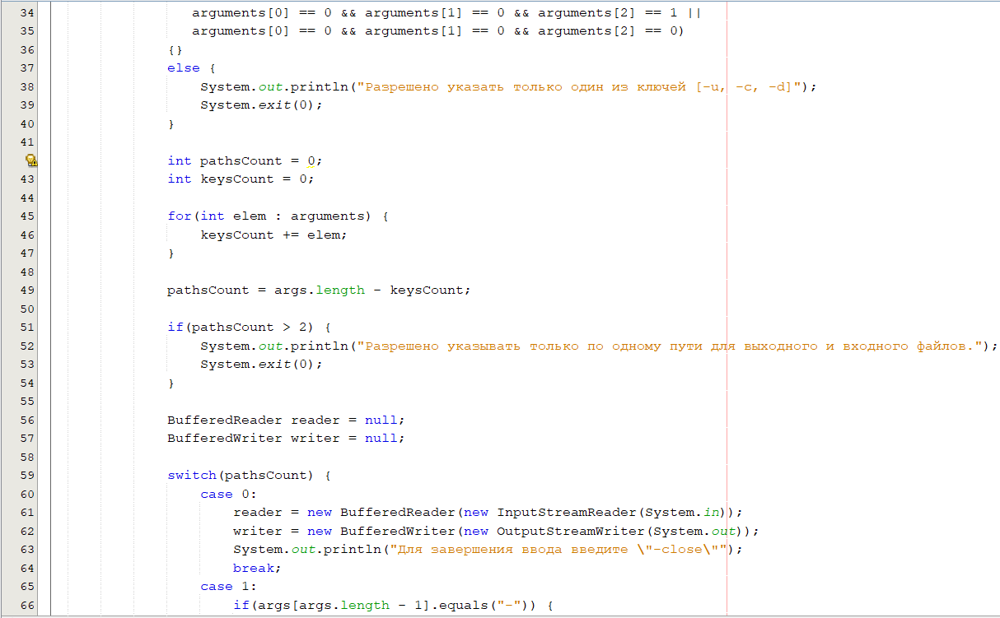 34 arguments[0] == 0 && arguments[1] == 0 && arguments[2] == 1 ||
35 arguments[0] == 0 && arguments[1] == 0 && arguments[2] == 0)
36 {}
37 else {
38 System.out.println("Разрешено указать только один из ключей [-u, -c, -d]");
39 System.exit(0);
40 }
41
int pathsCount = 0;
43 int keysCount = 0;
44
45 for(int elem : arguments) {
46 keysCount += elem;
47 }
48
49 pathsCount = args.length - keysCount;
50
51 if(pathsCount > 2) {
52 System.out.println("Разрешено указывать только по одному пути для выходного и входного файлов.");
53 System.exit(0);
54 }
55
56 BufferedReader reader = null;
57 BufferedWriter writer = null;
58
59 switch(pathsCount) {
60 case 0:
61 reader = new BufferedReader(new InputStreamReader(System.in));
62 writer = new BufferedWriter(new OutputStreamWriter(System.out));
63 System.out.println("Для завершения ввода введите \"-close\"");
64 break;
65 case 1:
66 if(args[args.length - 1].equals("-")) {